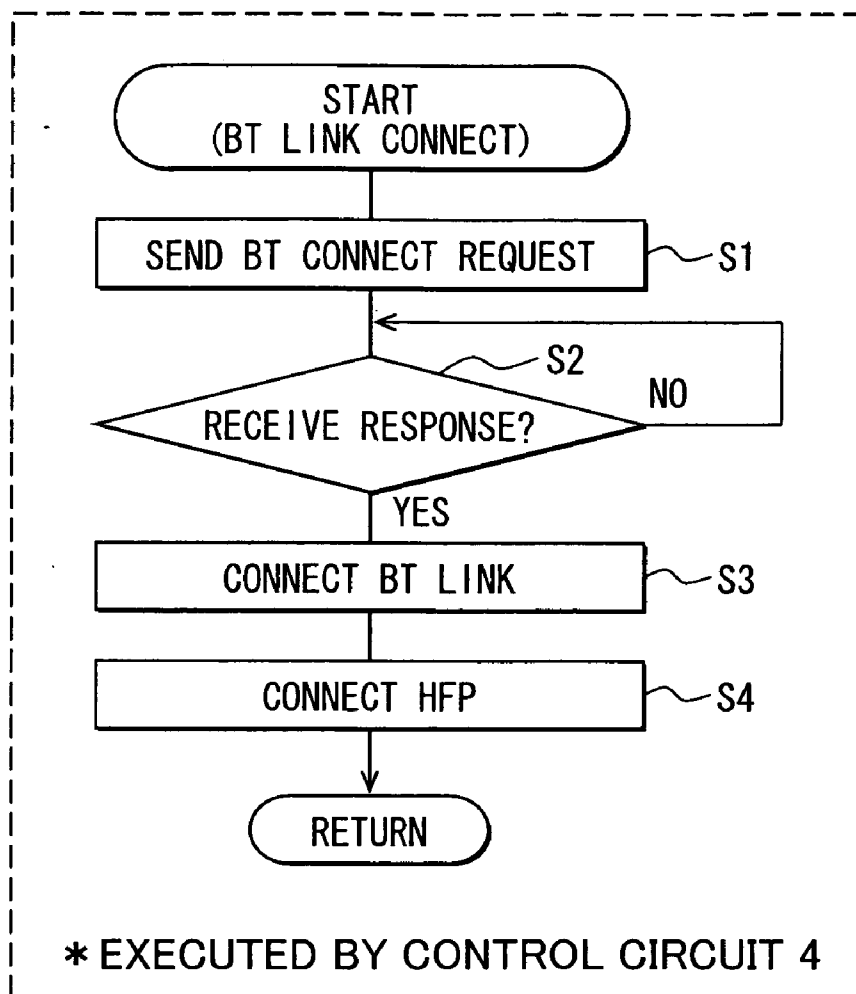 START
(BT LINK CONNECT)
SEND BT CONNECT REQUEST
S1
S2
NO
RECEIVE RESPONSE?
YES
CONNECT BT LINK
S3
CONNECT HFP
S4
RETURN
* EXECUTED BY CONTROL CIRCUIT 4